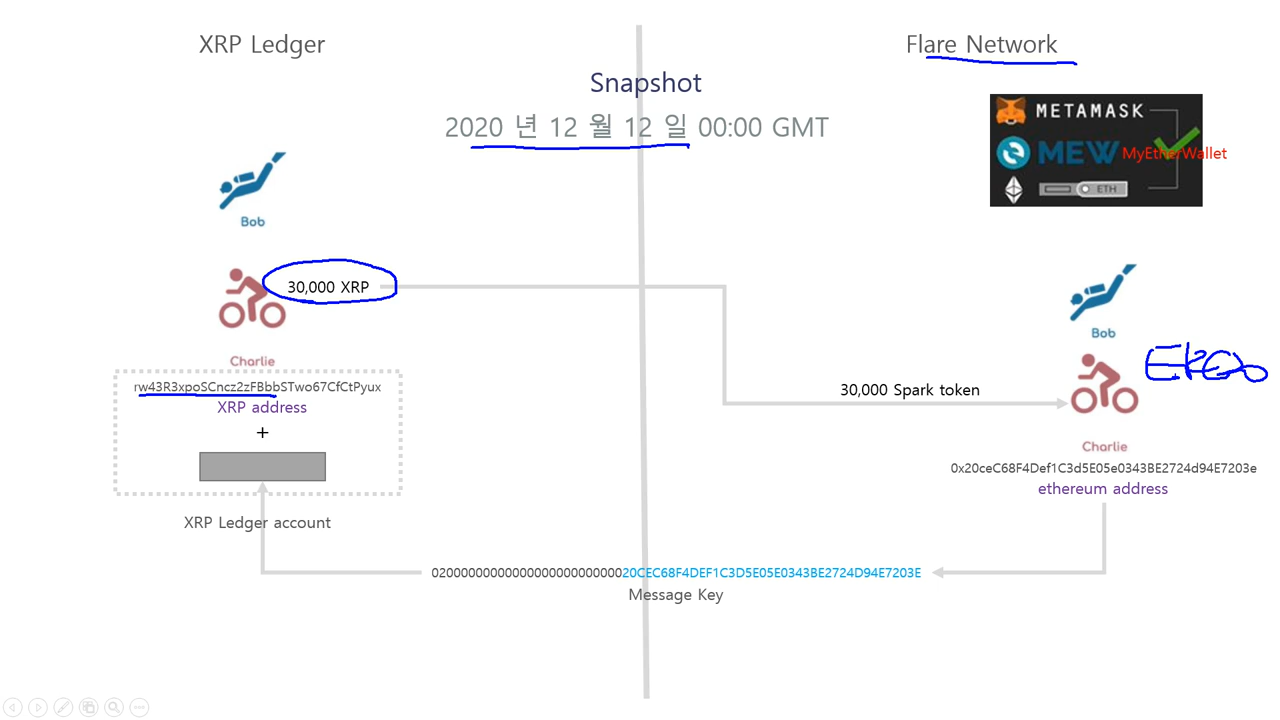 XRP Ledger
Flare Network
Snapshot
2020 년 12 월 12 일 00:00 GMT
METAMASK
MEW MyEtherWallet
ETH
Bob
30,000 XRP
Charlie
Bob
rw43R3xpoSCncz2zFBbbSTwo67CfCtPyux
XRP address
+
XRP Ledger account
30,000 Spark token
Charlie
0x20ceC68F4Def1C3d5E05e0343BE2724d94E7203e
ethereum address
0200000000000000000000000020CEC68F4DEF1C3D5E05E0343BE2724D94E7203E
Message Key